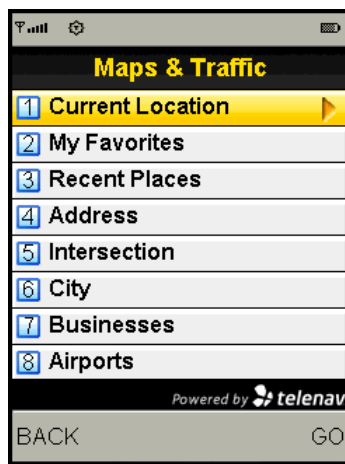 Maps & Traffic
1 Current Location
2 My Favorites
3 Recent Places
4 Address
5 Intersection
6 City
7 Businesses
8 Airports
Powered by telenav
BACK GO